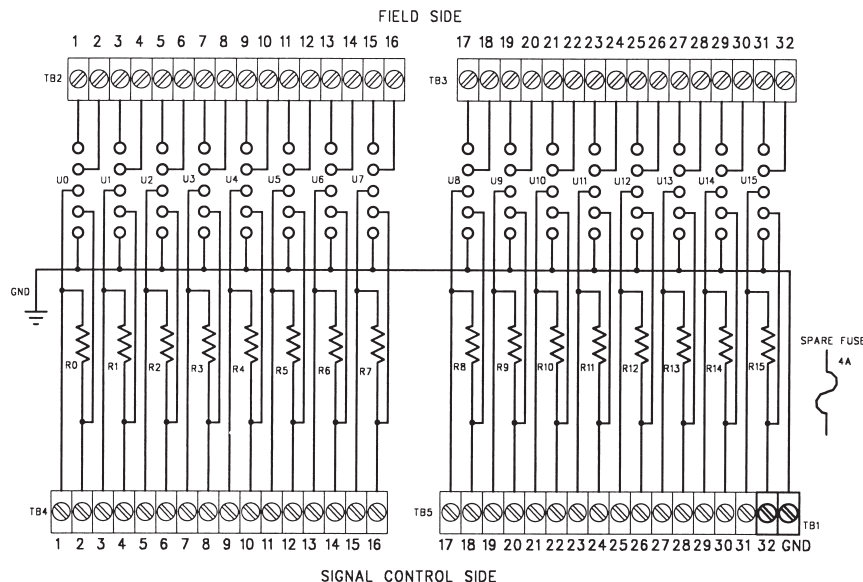 FIELD SIDE
1 2 3 4 5 6 7 8 9 10 11 12 13 14 15 16
17 18 19 20 21 22 23 24 25 26 27 28 29 30 31 32
TB2
TB3
U0 U1 U2 U3 U4 U5 U6 U7
U8 U9 U10 U11 U12 U13 U14 U15
GND
SPARE FUSE
4A
R0 R1 R2 R3 R4 R5 R6 R7
R8 R9 R10 R11 R12 R13 R14 R15
TB4
TB5
TB1
1 2 3 4 5 6 7 8 9 10 11 12 13 14 15 16
17 18 19 20 21 22 23 24 25 26 27 28 29 30 31 32 GND
SIGNAL CONTROL SIDE